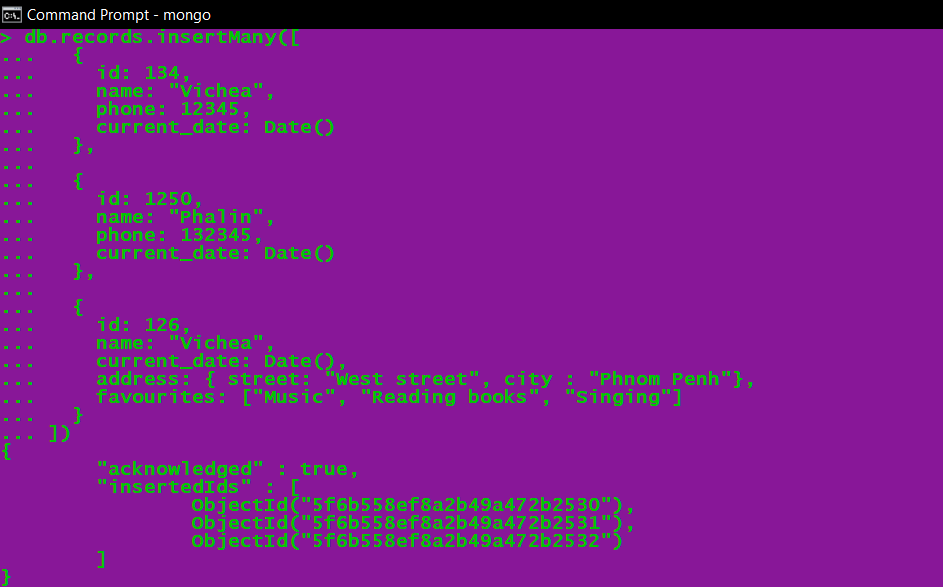 Command Prompt - mongo
> db.records.insertMany([
... {
... id: 134,
... name: "Vichea",
... phone: 12345,
... current_date: Date()
... },
...
... {
... id: 1250,
... name: "Phalin",
... phone: 132345,
... current_date: Date()
... },
...
... {
... id: 126,
... name: "Vichea",
... current_date: Date(),
... address: { street: "West street", city : "Phnom Penh"},
... favourites: ["Music", "Reading books", "Singing"]
... }
... ])
{
"acknowledged" : true,
"insertedIds" : [
ObjectId("5f6b558ef8a2b49a472b2530"),
ObjectId("5f6b558ef8a2b49a472b2531"),
ObjectId("5f6b558ef8a2b49a472b2532")
]
}